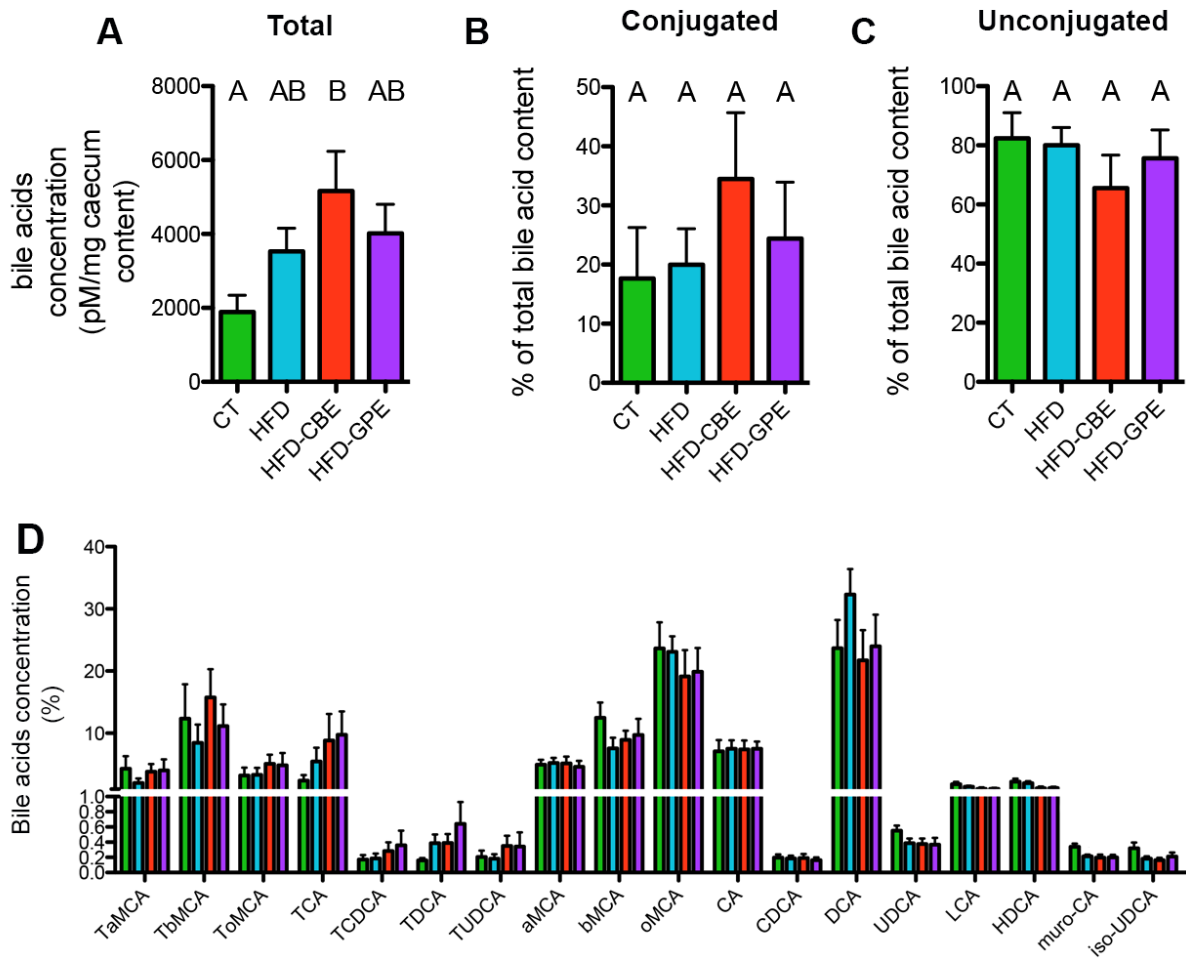 A
Total
bile acids
concentration
(pM/mg caecum
content)
8000
6000
4000
2000
0
A AB B AB
CT
HFD
HFD-CBE
HFD-GPE
B
Conjugated
% of total bile acid content
50
40
30
20
10
0
A A A A
CT
HFD
HFD-CBE
HFD-GPE
C
Unconjugated
% of total bile acid content
100
80
60
40
20
0
A A A A
CT
HFD
HFD-CBE
HFD-GPE
D
Bile acids concentration
(%)
40
30
20
10
1.0
0.8
0.6
0.4
0.2
0.0
TaMCA
TbMCA
ToMCA
TCA
TCDCA
TDCA
TUDCA
aMCA
bMCA
oMCA
CA
CDCA
DCA
UDCA
LCA
HDCA
muro-CA
iso-UDCA